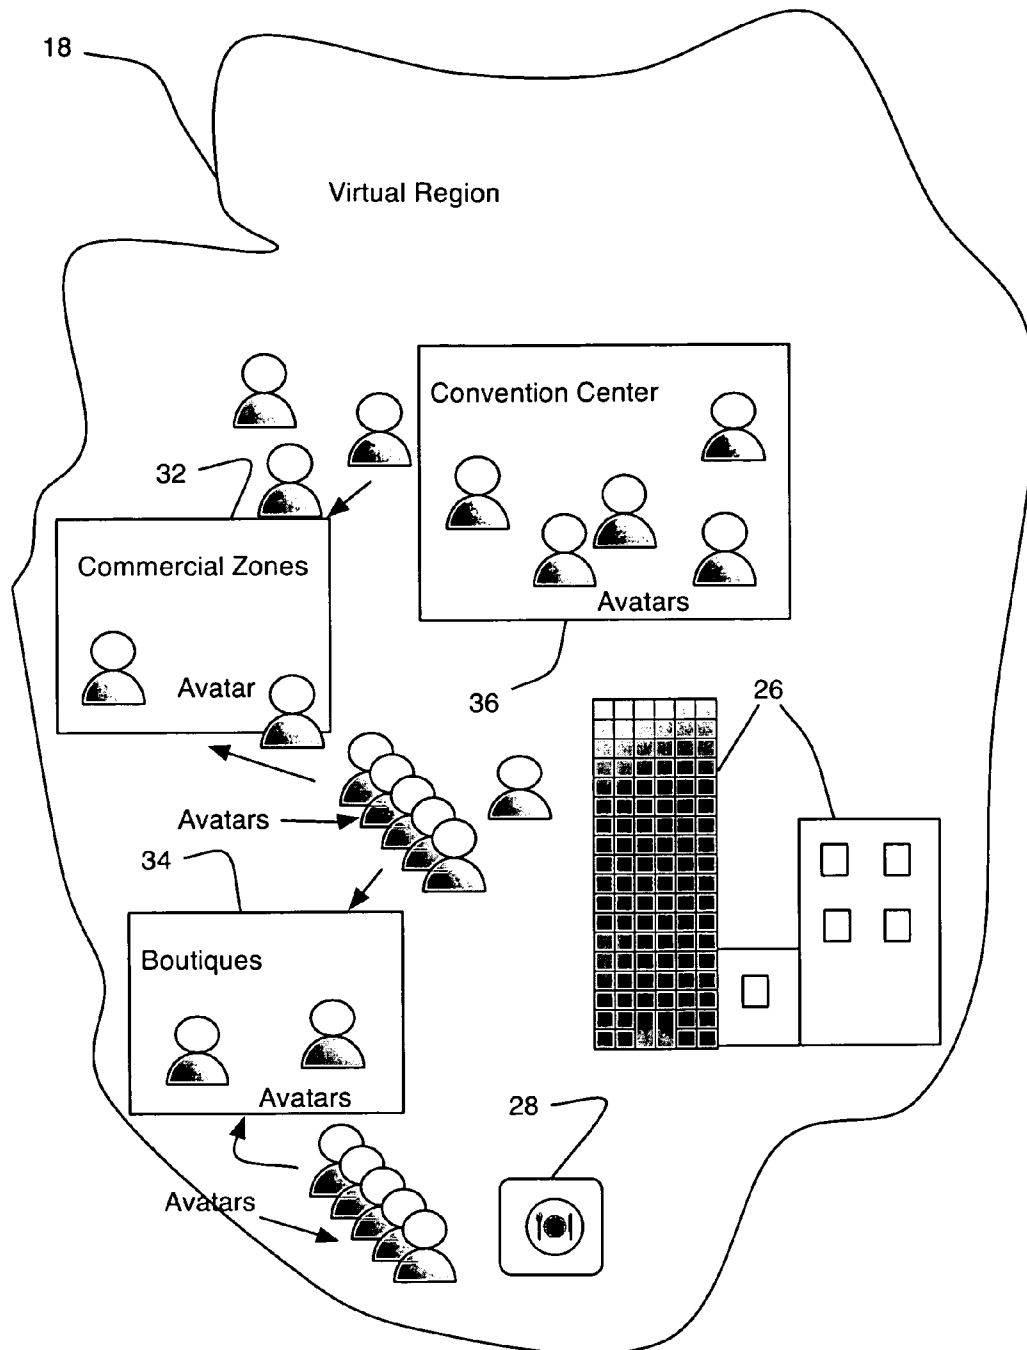 18
Virtual Region
Convention Center
32
Commercial Zones
Avatars
Avatar
36
26
Avatars
34
Boutiques
Avatars
28
Avatars